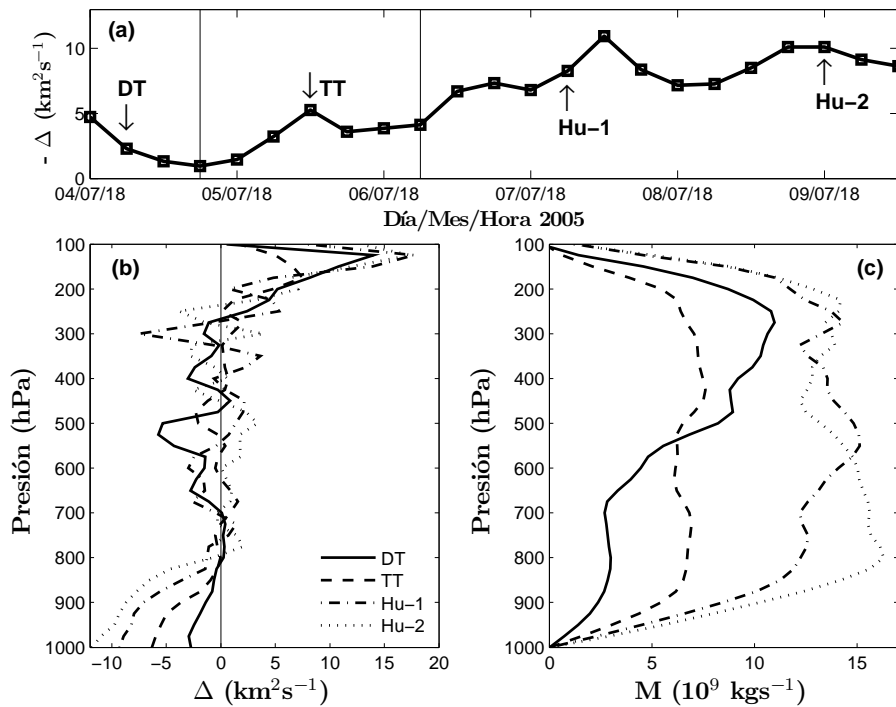 (a)
- Δ (km²s⁻¹)
10
5
0
DT
TT
Hu−1
Hu−2
04/07/18 05/07/18 06/07/18 07/07/18 08/07/18 09/07/18
Día/Mes/Hora 2005
(b)
Presión (hPa)
100
200
300
400
500
600
700
800
900
1000
DT
TT
Hu−1
Hu−2
−10 −5 0 5 10 15 20
Δ (km²s⁻¹)
(c)
Presión (hPa)
100
200
300
400
500
600
700
800
900
1000
0 5 10 15
M (10⁹ kgs⁻¹)